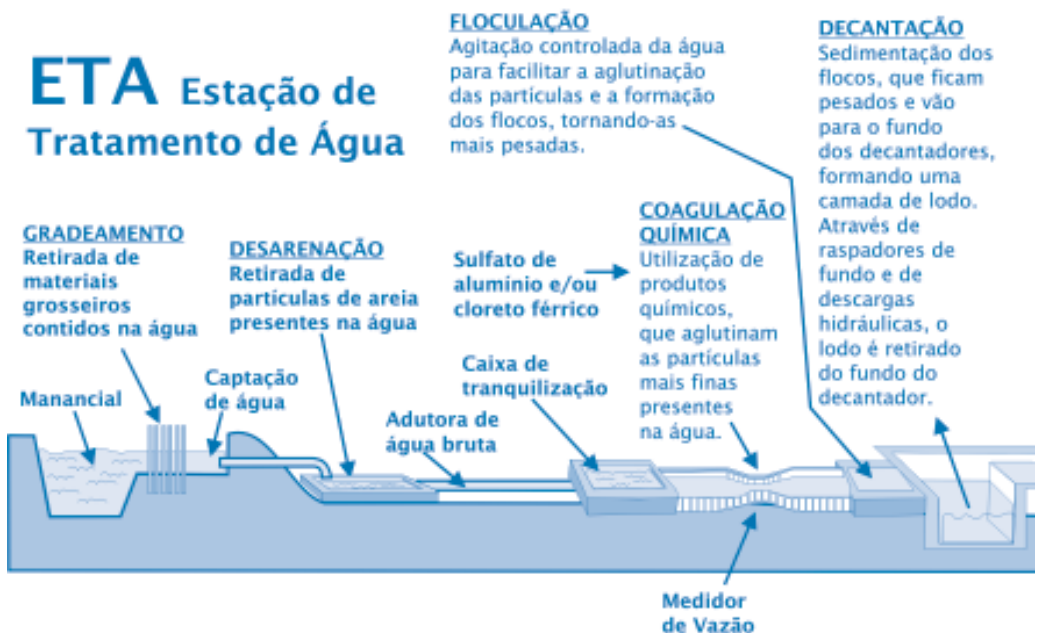 ETA Estação de
Tratamento de Água
FLOCULAÇÃO
Agitação controlada da água
para facilitar a aglutinação
das partículas e a formação
dos flocos, tornando-as
mais pesadas.
DECANTAÇÃO
Sedimentação dos
flocos, que ficam
pesados e vão
para o fundo
dos decantadores,
formando uma
camada de lodo.
Através de
raspadores de
fundo e de
descargas
hidráulicas, o
lodo é retirado
do fundo do
decantador.
GRADEAMENTO
Retirada de
materiais
grosseiros
contidos na água
DESARENAÇÃO
Retirada de
partículas de areia
presentes na água
Sulfato de
alumínio e/ou
cloreto férrico
COAGULAÇÃO
QUÍMICA
Utilização de
produtos
químicos,
que aglutinam
as partículas
mais finas
presentes
na água.
Manancial
Captação
de água
Adutora de
água bruta
Caixa de
tranquilização
Medidor
de Vazão